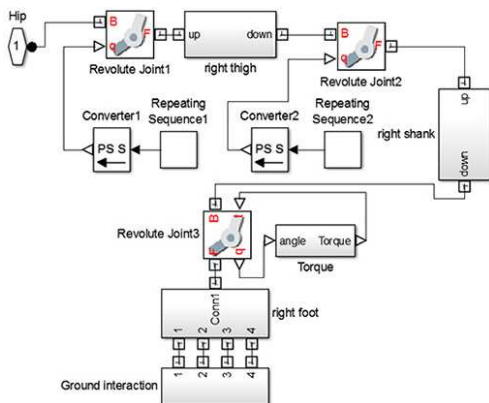 Hip
1
B
F
q
Revolute Joint1
up
down
right thigh
B
F
q
Revolute Joint2
Converter1
Repeating
Sequence1
PS S
Converter2
Repeating
Sequence2
PS S
up
right shank
down
Revolute Joint3
B
t
F
q
angle
Torque
Torque
Conn1
right foot
1
2
3
4
Ground interaction
1
2
3
4